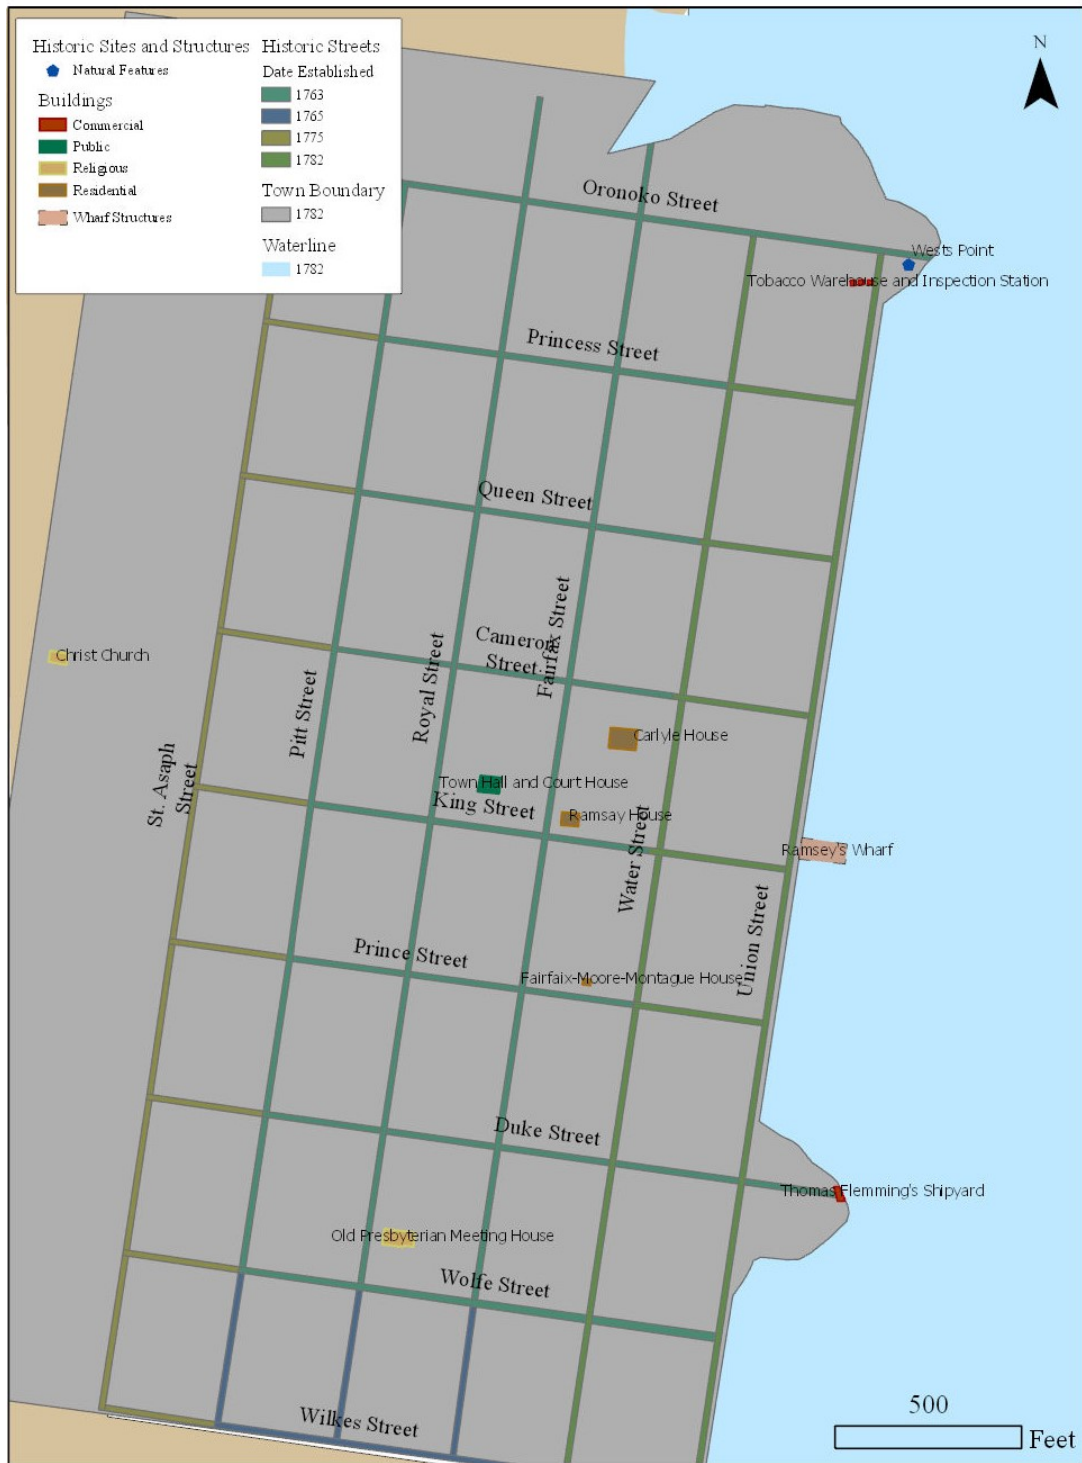 Historic Sites and Structures
Natural Features
Buildings
Commercial
Public
Religious
Residential
Wharf Structures
Historic Streets
Date Established
1763
1765
1775
1782
Town Boundary
1782
Waterline
1782
N
Oronoko Street
Wests Point
Tobacco Warehouse and Inspection Station
Princess Street
Queen Street
Fairfax Street
Cameron
Street
Christ Church
Royal Street
Pitt Street
St. Asaph
Street
Carlyle House
Town Hall and Court House
King Street
Ramsay House
Water Street
Ramsey's Wharf
Union Street
Prince Street
Fairfaix-Moore-Montague House
Duke Street
Thomas Flemming's Shipyard
Old Presbyterian Meeting House
Wolfe Street
Wilkes Street
500
Feet